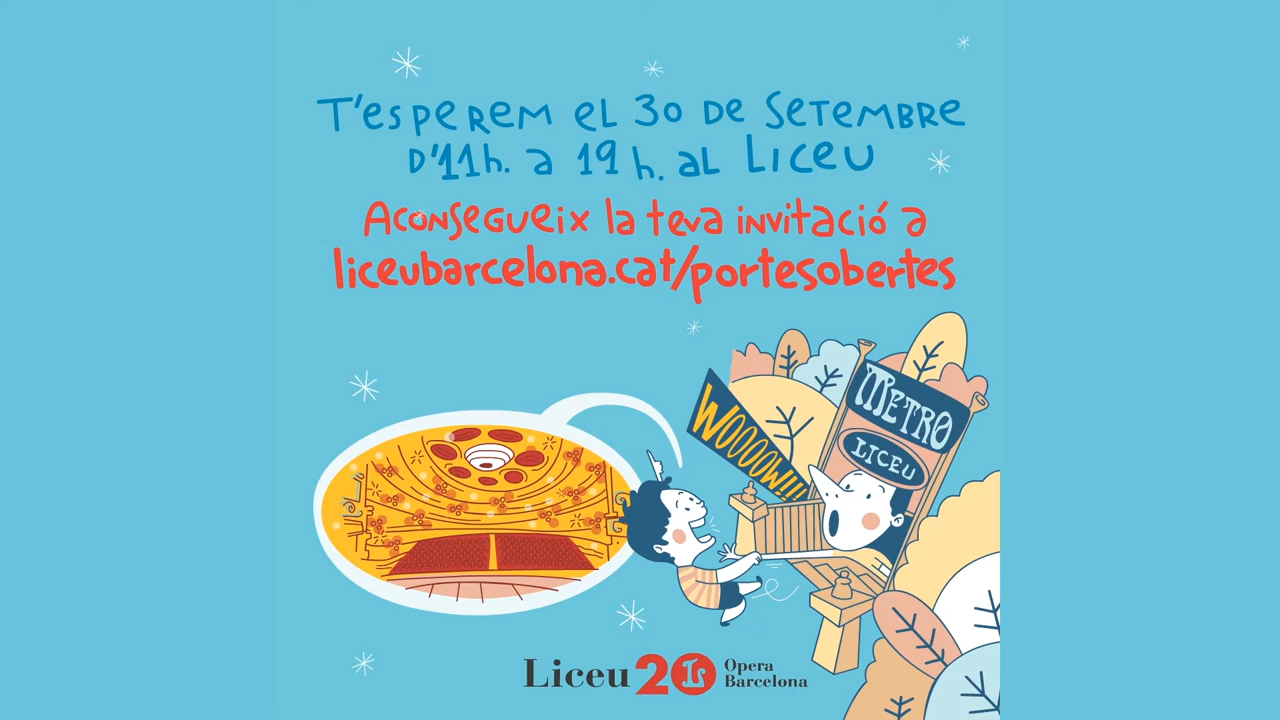 T'esperem el 30 de setembre
d'11h. a 19h. al Liceu
Aconsegueix la teva invitació a
liceubarcelona.cat/portesobertes
WOOOOW!!!
METRO
LICEU
Liceu 20 Opera
Barcelona